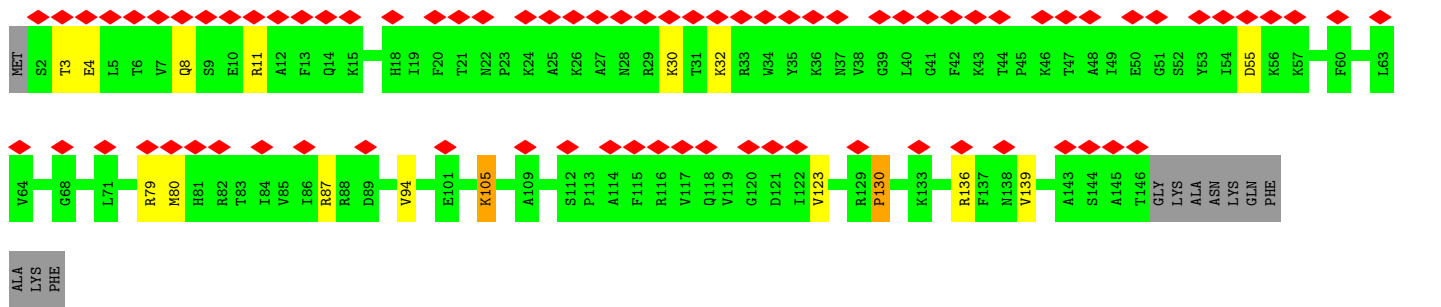 MET S2 T3 E4 L5 T6 V7 Q8 S9 E10 R11 A12 F13 Q14 K15 H18 I19 F20 T21 N22 P23 K24 A25 K26 A27 N28 R29 K30 T31 K32 R33 W34 Y35 K36 N37 V38 G39 L40 G41 F42 K43 T44 P45 K46 T47 A48 I49 E50 G51 S52 Y53 I54 D55 K56 K57 F60 L63
V64 G68 L71 R79 M80 H81 R82 T83 I84 V85 I86 R87 R88 D89 V94 E101 K105 A109 S112 P113 A114 F115 R116 V117 Q118 V119 G120 D121 I122 V123 R129 P130 K133 R136 F137 N138 V139 A143 S144 A145 T146 GLY LYS ALA ASN LYS GLN PHE
ALA LYS PHE